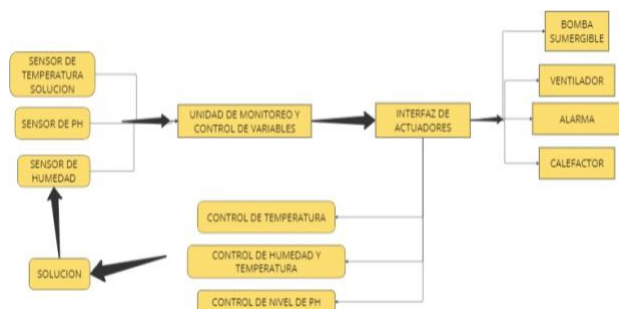 SENSOR DE
TEMPERATURA
SOLUCION
SENSOR DE PH
SENSOR DE
HUMEDAD
SOLUCION
UNIDAD DE MONITOREO Y
CONTROL DE VARIABLES
INTERFAZ DE
ACTUADORES
BOMBA
SUMERGIBLE
VENTILADOR
ALARMA
CALEFACTOR
CONTROL DE TEMPERATURA
CONTROL DE HUMEDAD Y
TEMPERATURA
CONTROL DE NIVEL DE PH